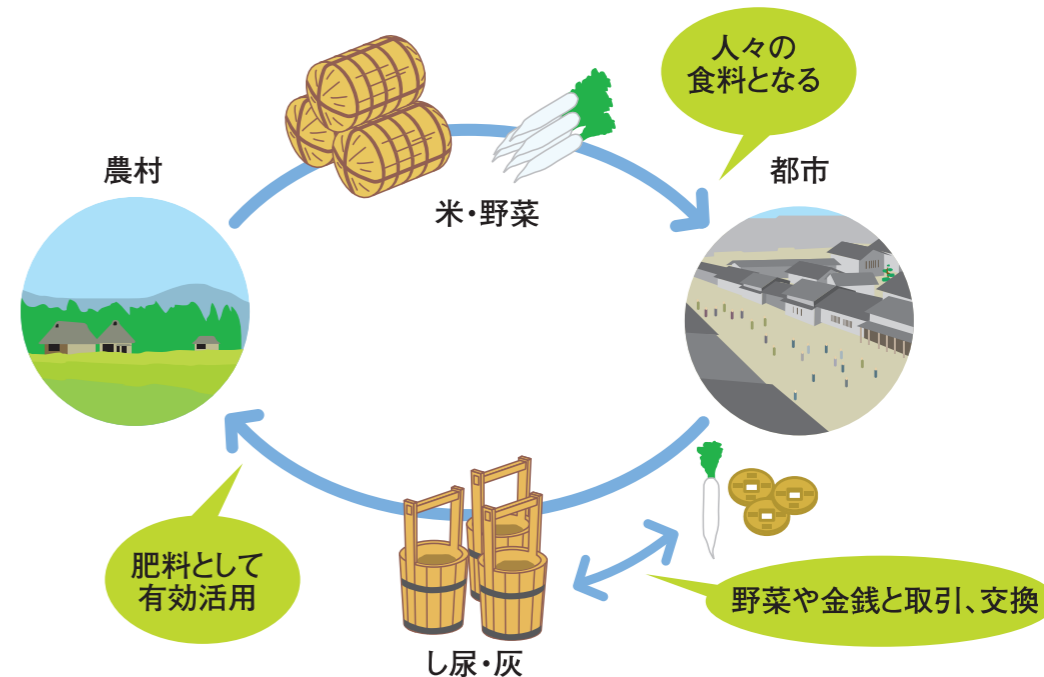 人々の
食料となる
農村
都市
米・野菜
肥料として
有効活用
野菜や金銭と取引、交換
し尿・灰